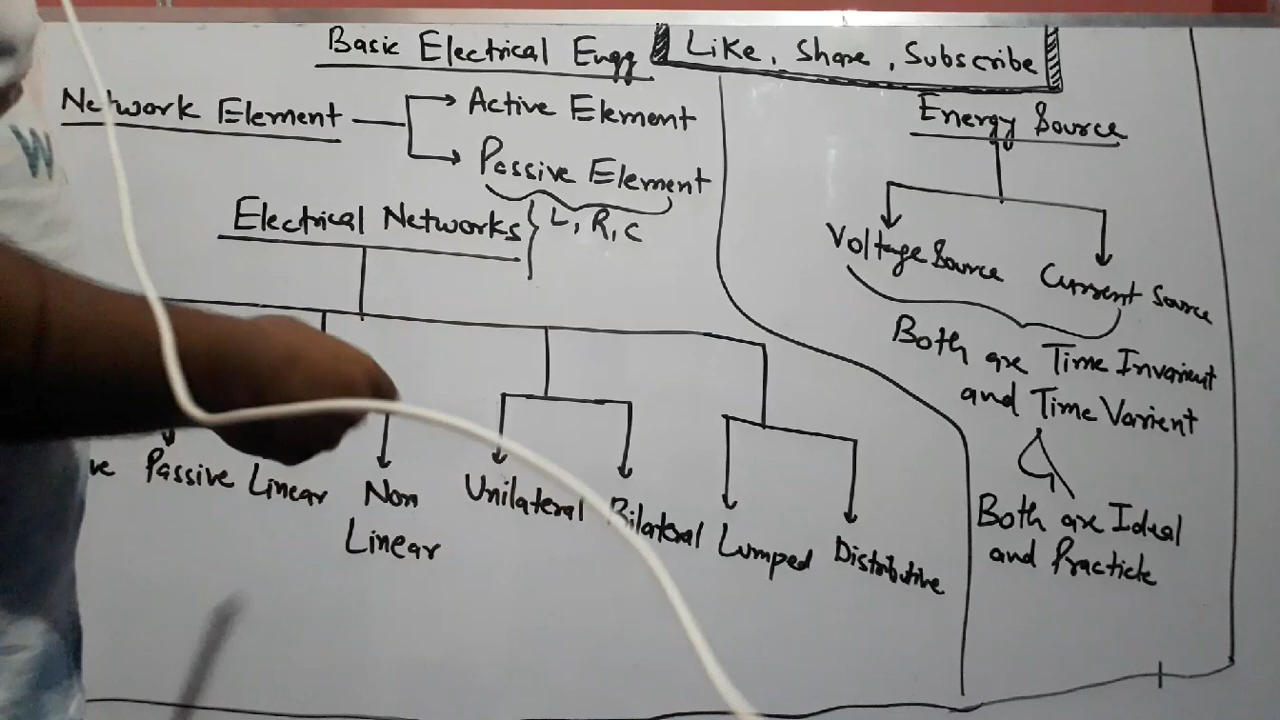 Basic Electrical Engg
Like, Share, Subscribe
Network Element
Active Element
Passive Element
L, R, C
Electrical Networks
ve Passive Linear
Non
Linear
Unilateral
Bilateral
Lumped
Distributive
Energy Source
Voltage Source
Current Source
Both are Time Invarient
and Time Varient
Both are Ideal
and Practicle
W